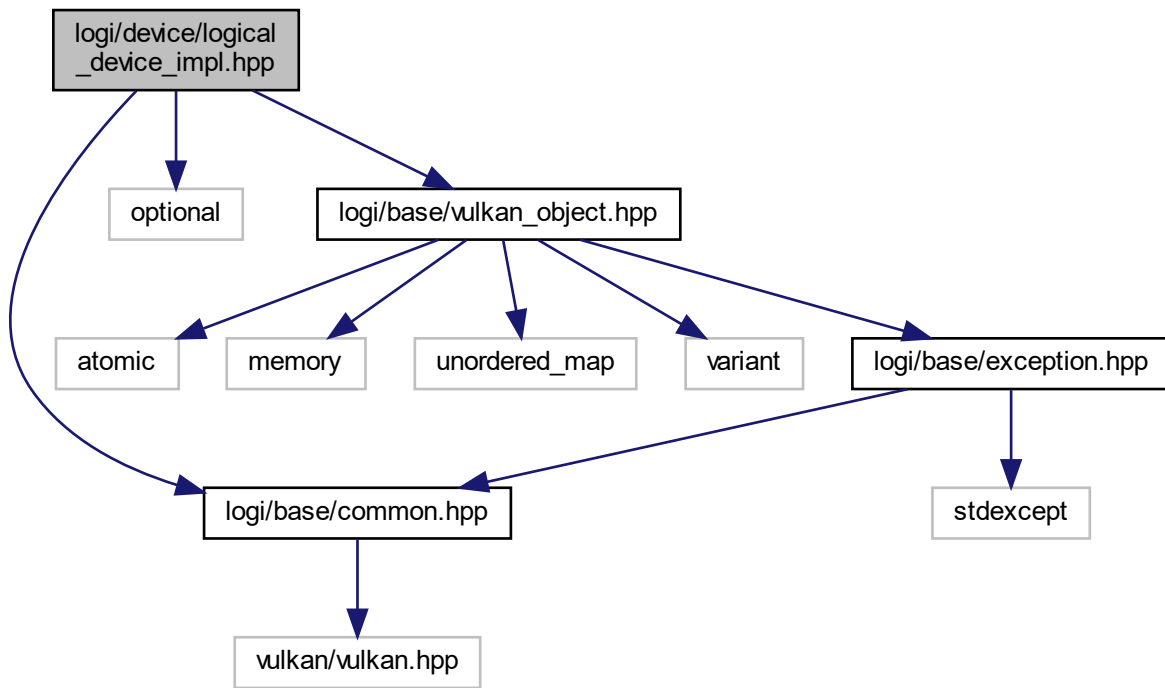 logi/device/logical
_device_impl.hpp
optional
logi/base/vulkan_object.hpp
atomic
memory
unordered_map
variant
logi/base/exception.hpp
logi/base/common.hpp
stdexcept
vulkan/vulkan.hpp